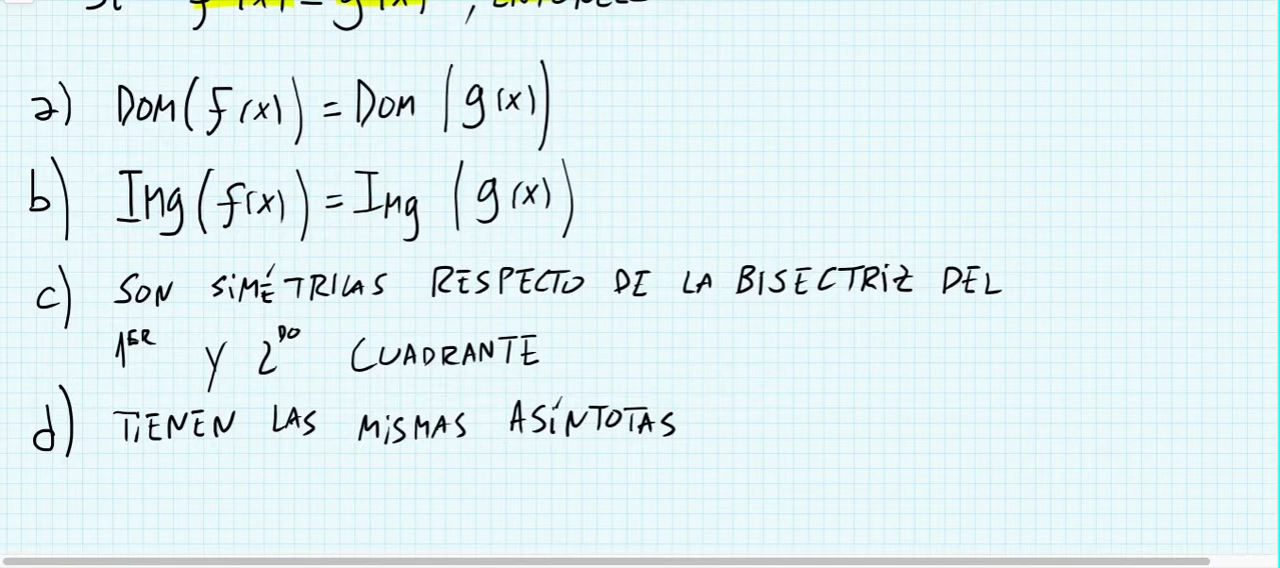 a) DOM(f(x)) = DOM (g(x))
b) Img(f(x)) = Img (g(x))
c) SON SIMÉTRICAS RESPECTO DE LA BISECTRIZ DEL
1ER Y 2DO CUADRANTE
d) TIENEN LAS MISMAS ASÍNTOTAS